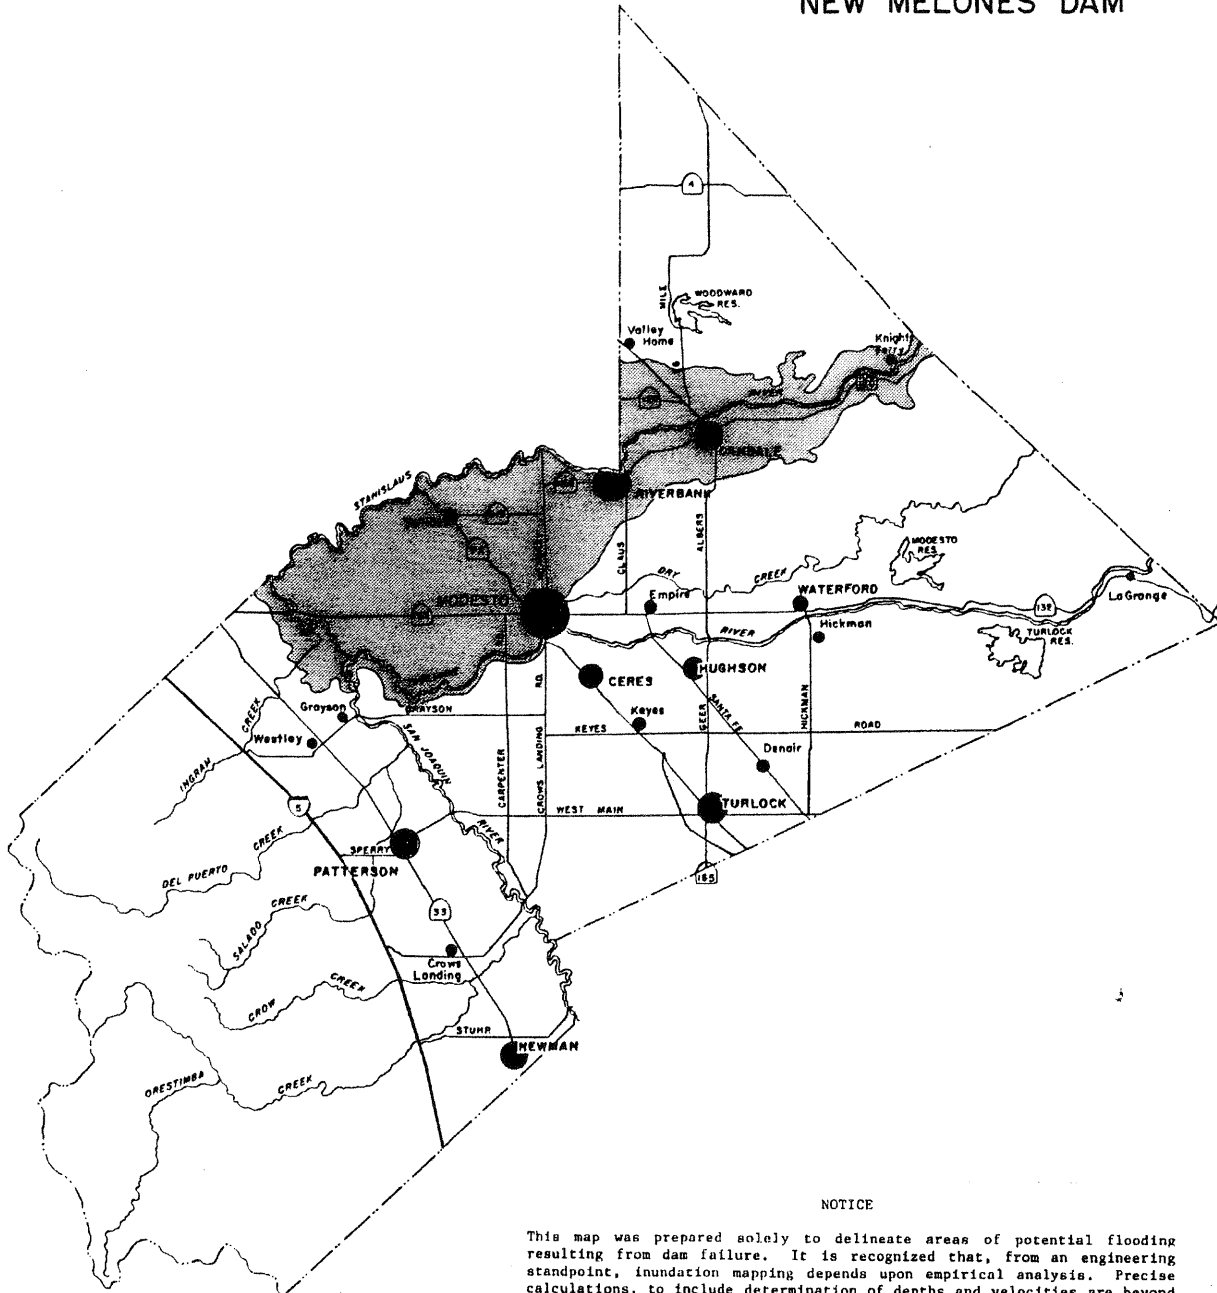 NEW MELONES DAM
4
MILE
WOODWARD
RES.
Valley
Home
6
Knights
Ferry
RIVER
OAKDALE
STANISLAUS
RIVERBANK
CLAUS
ALBERS
MODESTO
RES.
DRY
CREEK
Empire
WATERFORD
MODESTO
132
LaGrange
Hickman
RIVER
TURLOCK
RES.
HUGHSON
CERES
RD.
Grayson
GRAYSON
CREEK
Westley
INGRAM
SAN JOAQUIN
RIVER
Keyes
KEYES
ROAD
SANTA FE
GEER
HICKMAN
Denair
CARPENTER
CROWS LANDING
5
WEST MAIN
TURLOCK
SPERRY
PATTERSON
DEL PUERTO
CREEK
165
33
SALADO
CREEK
Crows
Landing
CROW
CREEK
STUHR
NEWMAN
ORESTIMBA
CREEK
NOTICE
This map was prepared solely to delineate areas of potential flooding
resulting from dam failure. It is recognized that, from an engineering
standpoint, inundation mapping depends upon empirical analysis. Precise
calculations, to include determination of depths and velocities are beyond